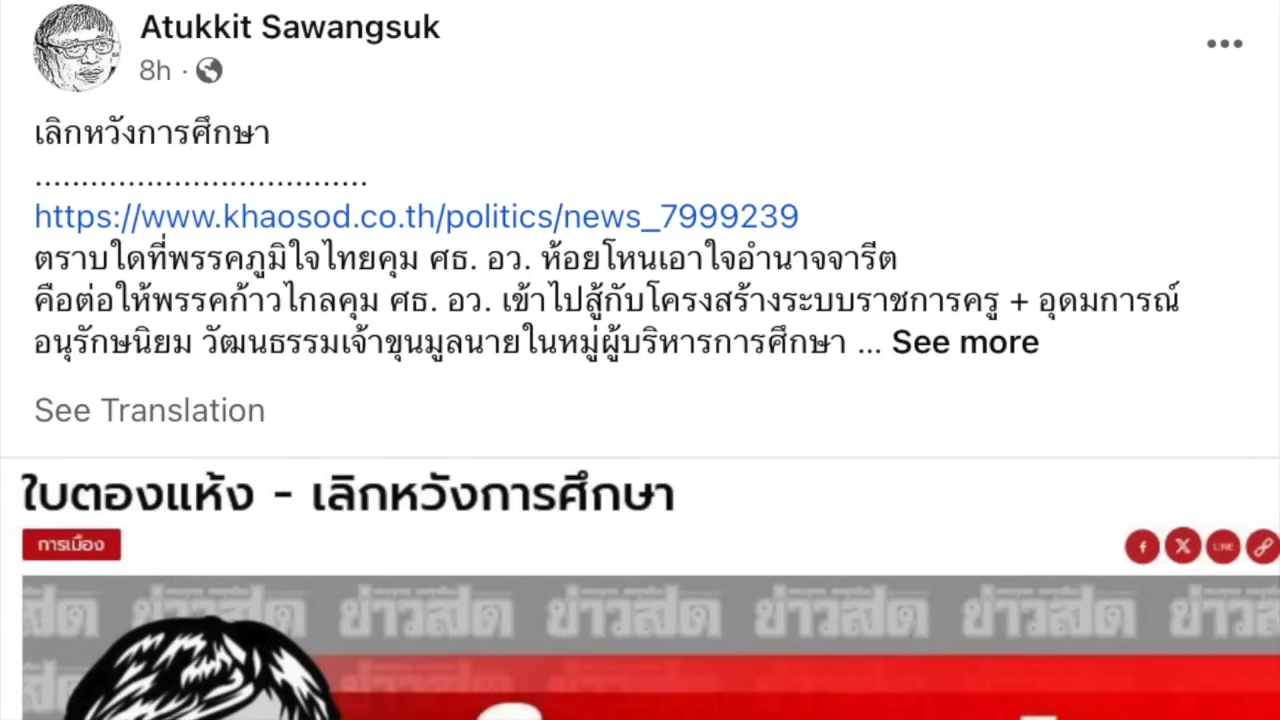 Atukkit Sawangsuk
8h ·
เลิกหวังการศึกษา
....................................
https://www.khaosod.co.th/politics/news_7999239
ตราบใดที่พรรคภูมิใจไทยคุม ศธ. อว. ห้อยโหนเอาใจอำนาจจารีต
คือต่อให้พรรคก้าวไกลคุม ศธ. อว. เข้าไปสู้กับโครงสร้างระบบราชการครู + อุดมการณ์
อนุรักษนิยม วัฒนธรรมเจ้าขุนมูลนายในหมู่ผู้บริหารการศึกษา ... See more
See Translation
ใบตองแห้ง - เลิกหวังการศึกษา
การเมือง
LINE
ข่าวสด ข่าวสด ข่าวสด ข่าวสด ข่าวสด